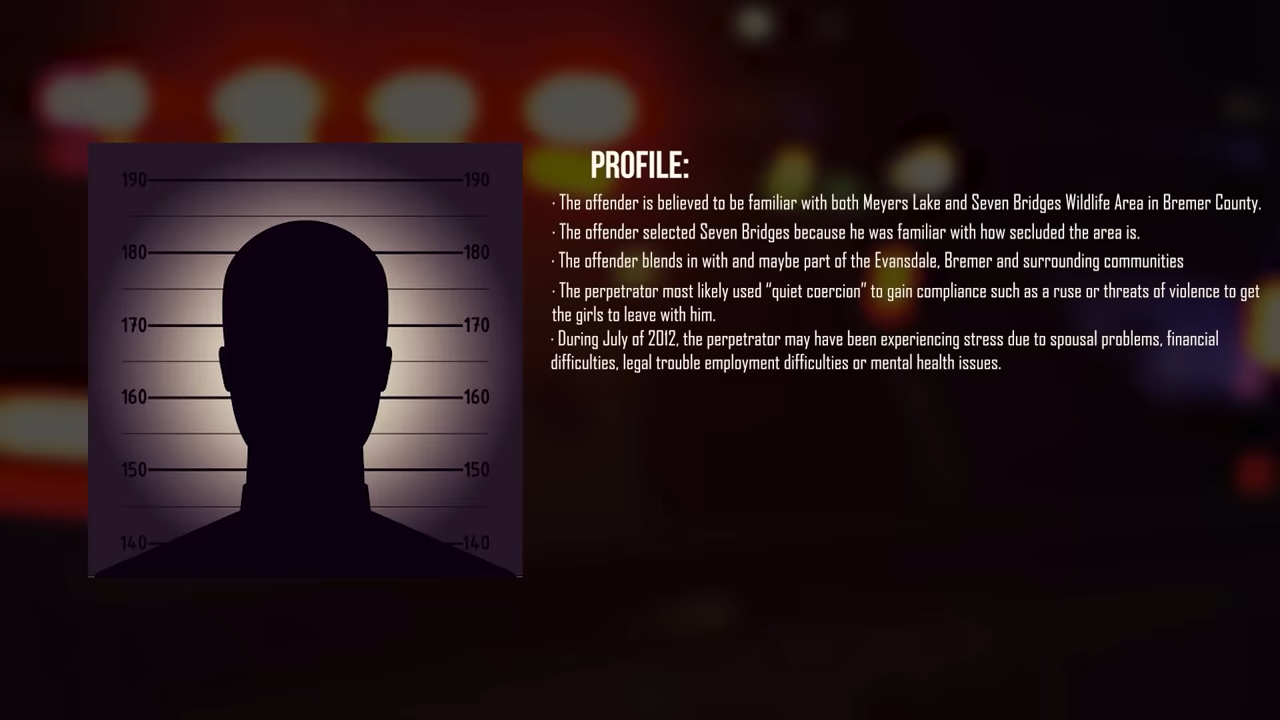 PROFILE:
· The offender is believed to be familiar with both Meyers Lake and Seven Bridges Wildlife Area in Bremer County.
· The offender selected Seven Bridges because he was familiar with how secluded the area is.
· The offender blends in with and maybe part of the Evansdale, Bremer and surrounding communities
· The perpetrator most likely used “quiet coercion” to gain compliance such as a ruse or threats of violence to get
the girls to leave with him.
· During July of 2012, the perpetrator may have been experiencing stress due to spousal problems, financial
difficulties, legal trouble employment difficulties or mental health issues.
190 190
180 180
170 170
160 160
150 150
140 140